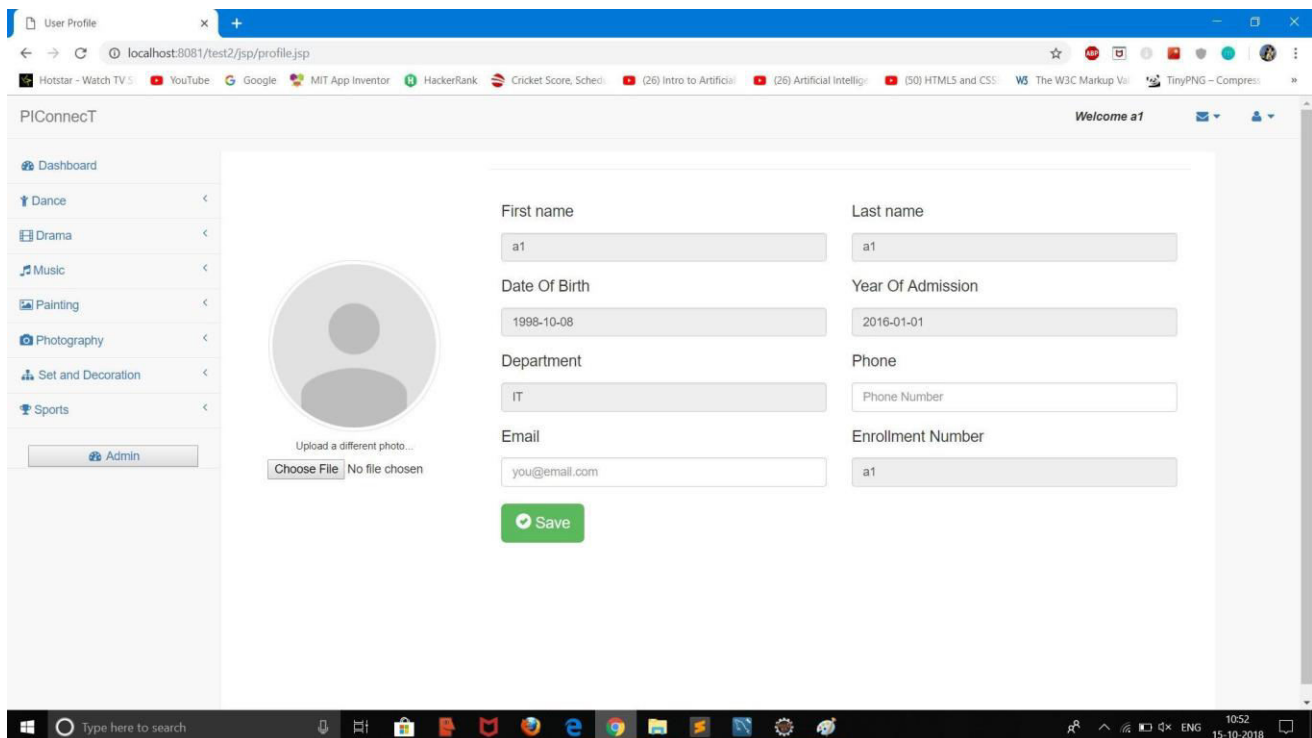 User Profile
localhost:8081/test2/jsp/profile.jsp
ABP
Hotstar - Watch TV S YouTube Google MIT App Inventor HackerRank Cricket Score, Sched (26) Intro to Artificial (26) Artificial Intellig (50) HTML5 and CSS The W3C Markup Va TinyPNG – Compress »
PIConnecT Welcome a1
Dashboard
Dance
Drama
Music
Painting
Photography
Set and Decoration
Sports
Admin
Upload a different photo...
Choose File No file chosen
First name Last name
a1 a1
Date Of Birth Year Of Admission
1998-10-08 2016-01-01
Department Phone
IT Phone Number
Email Enrollment Number
you@email.com a1
Save
Type here to search ENG 10:52
15-10-2018